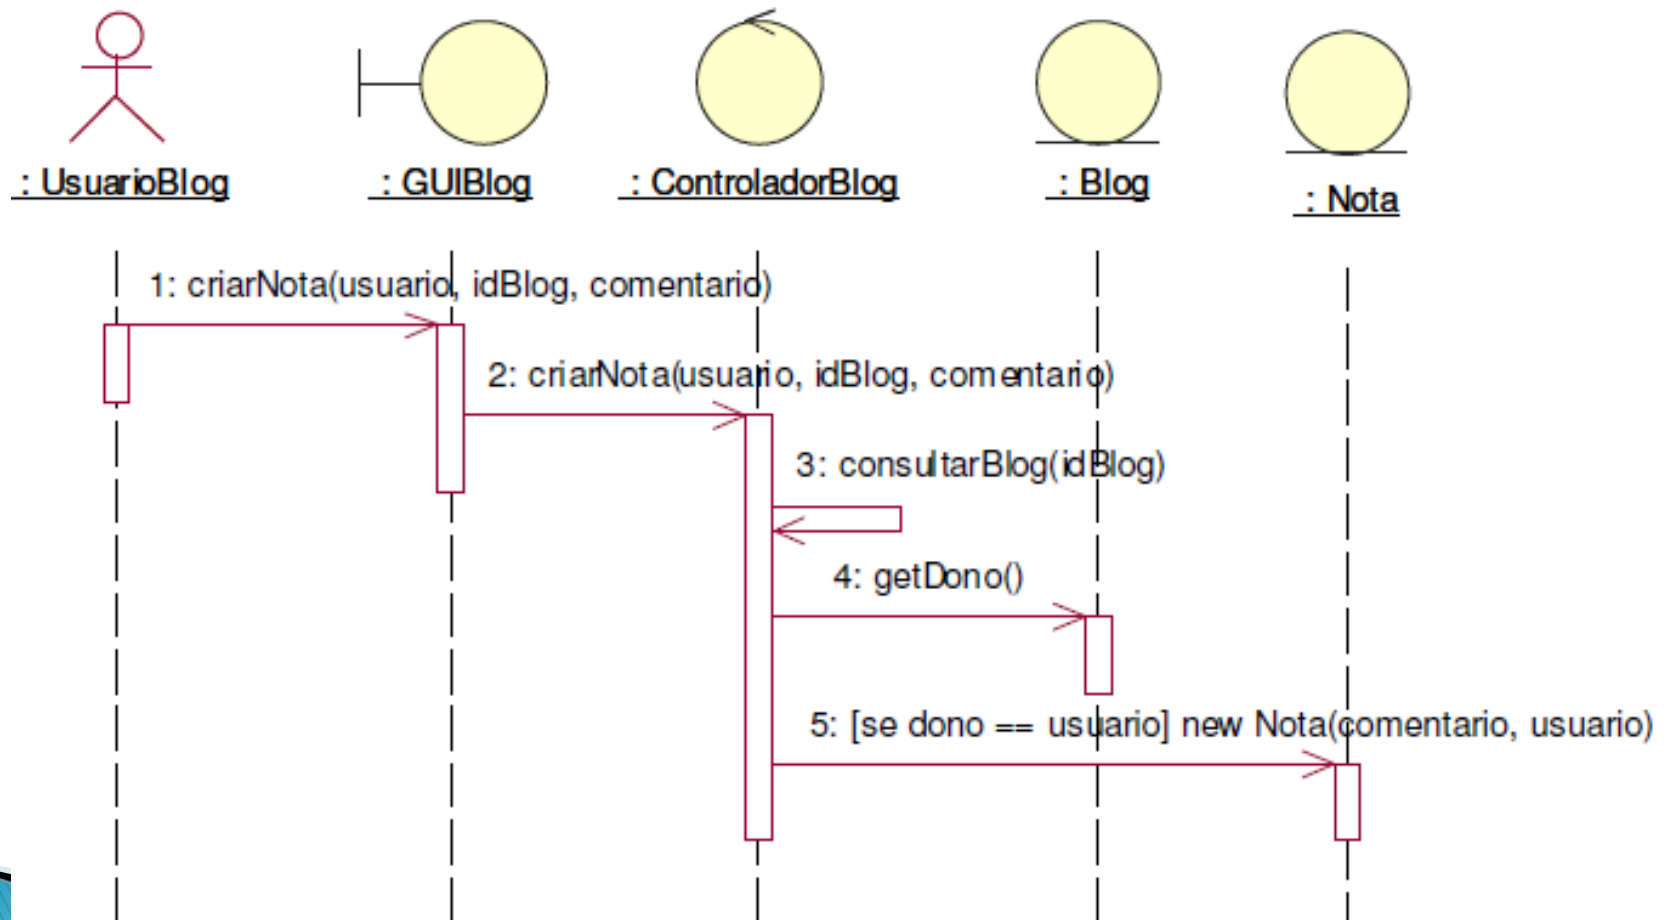 : UsuarioBlog
: GUIBlog
: ControladorBlog
: Blog
: Nota
1: criarNota(usuario, idBlog, comentario)
2: criarNota(usuario, idBlog, comentario)
3: consultarBlog(idBlog)
4: getDono()
5: [se dono == usuario] new Nota(comentario, usuario)